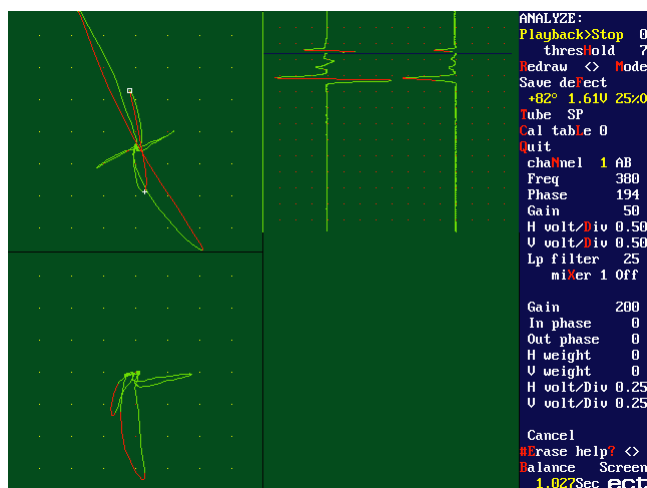 ANALYZE:
Playback>Stop 0
thresHold 7
Redraw <> Mode
Save deFect
+82° 1.61V 25%O
Tube SP
Cal tabLe 0
Quit
chaNnel 1 AB
Freq 380
Phase 194
Gain 50
H volt/Div 0.50
V volt/Div 0.50
Lp filter 25
miXer 1 Off
Gain 200
In phase 0
Out phase 0
H weight 0
V weight 0
H volt/Div 0.25
V volt/Div 0.25
Cancel
#Erase help? <>
Balance Screen
1.027Sec ect